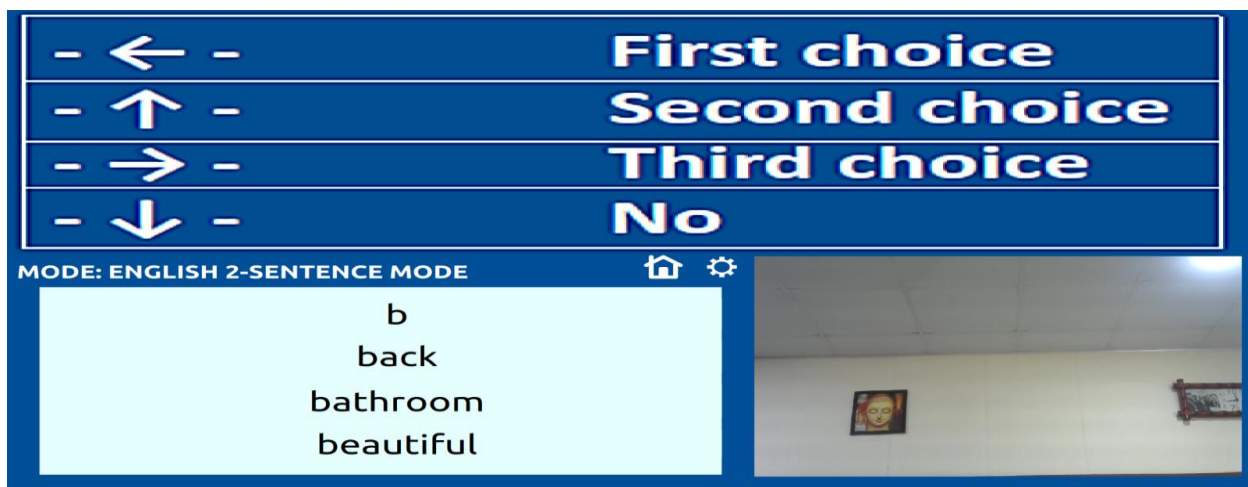 - ← - First choice
- ↑ - Second choice
- → - Third choice
- ↓ - No
MODE: ENGLISH 2-SENTENCE MODE
b
back
bathroom
beautiful